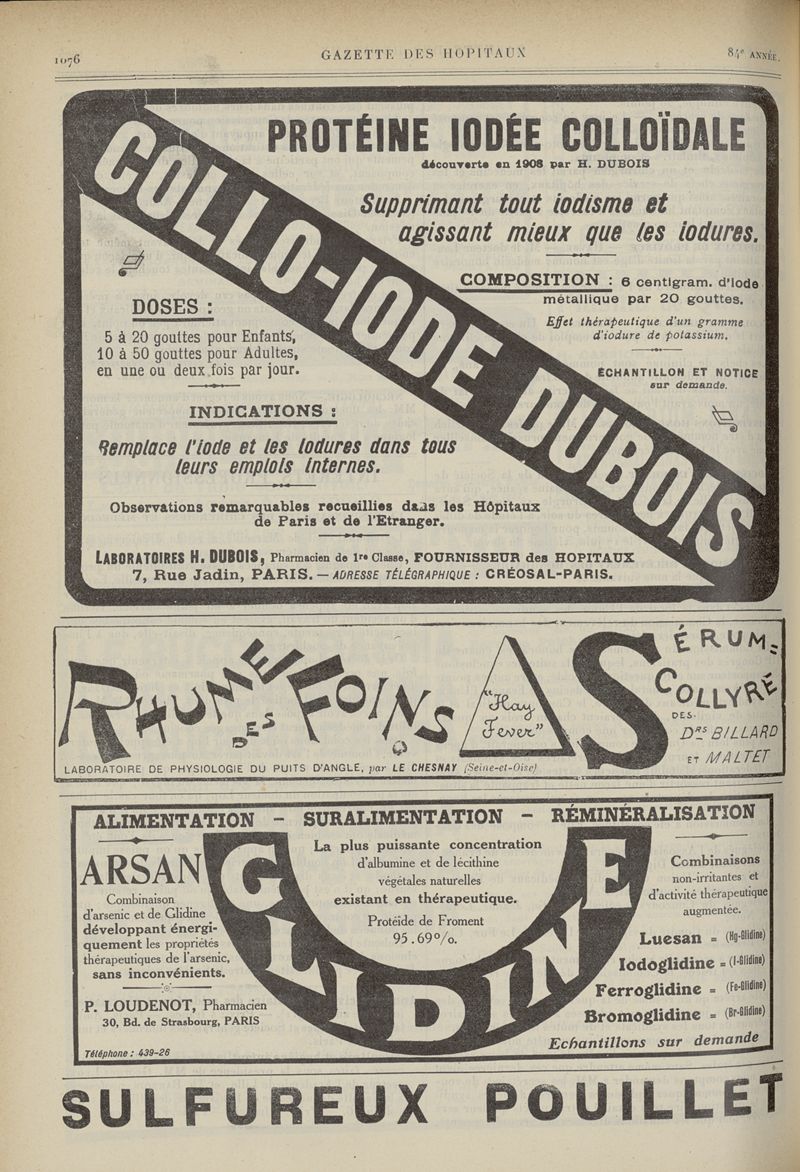 1076
GAZETTE DES HOPITAUX
84e ANNÉE.
PROTÉINE IODÉE COLLOÏDALE
découverte en 1908 par H. DUBOIS
Supprimant tout iodisme et
agissant mieux que les iodures.
COLLO-IODE DUBOIS
COMPOSITION : 6 centigram. d'Iode
métallique par 20 gouttes.
Effet thérapeutique d'un gramme
d'iodure de potassium.
ÉCHANTILLON ET NOTICE
sur demande.
DOSES :
5 à 20 gouttes pour Enfants,
10 à 50 gouttes pour Adultes,
en une ou deux fois par jour.
INDICATIONS :
Remplace l'iode et les Iodures dans tous
leurs emplois internes.
Observations remarquables recueillies dans les Hôpitaux
de Paris et de l'Etranger.
LABORATOIRES H. DUBOIS, Pharmacien de 1re Classe, FOURNISSEUR des HOPITAUX
7, Rue Jadin, PARIS. — ADRESSE TÉLÉGRAPHIQUE : CRÉOSAL-PARIS.
RHUME DES FOINS
"Hay
Fever"
SÉRUM-
COLLYRE
DES
Drs BILLARD
ET MALTET
LABORATOIRE DE PHYSIOLOGIE DU PUITS D'ANGLE, par LE CHESNAY (Seine-et-Oise)
ALIMENTATION - SURALIMENTATION - RÉMINÉRALISATION
GLIDINE
ARSAN
Combinaison
d'arsenic et de Glidine
développant énergi-
quement les propriétés
thérapeutiques de l'arsenic,
sans inconvénients.
P. LOUDENOT, Pharmacien
30, Bd. de Strasbourg, PARIS
Téléphone : 439-26
La plus puissante concentration
d'albumine et de lécithine
végétales naturelles
existant en thérapeutique.
Protéide de Froment
95.69%.
Combinaisons
non-irritantes et
d'activité thérapeutique
augmentée.
Luesan = (Hg-Glidine)
Iodoglidine = (I-Glidine)
Ferroglidine = (Fe-Glidine)
Bromoglidine = (Br-Glidine)
Echantillons sur demande
SULFUREUX POUILLET